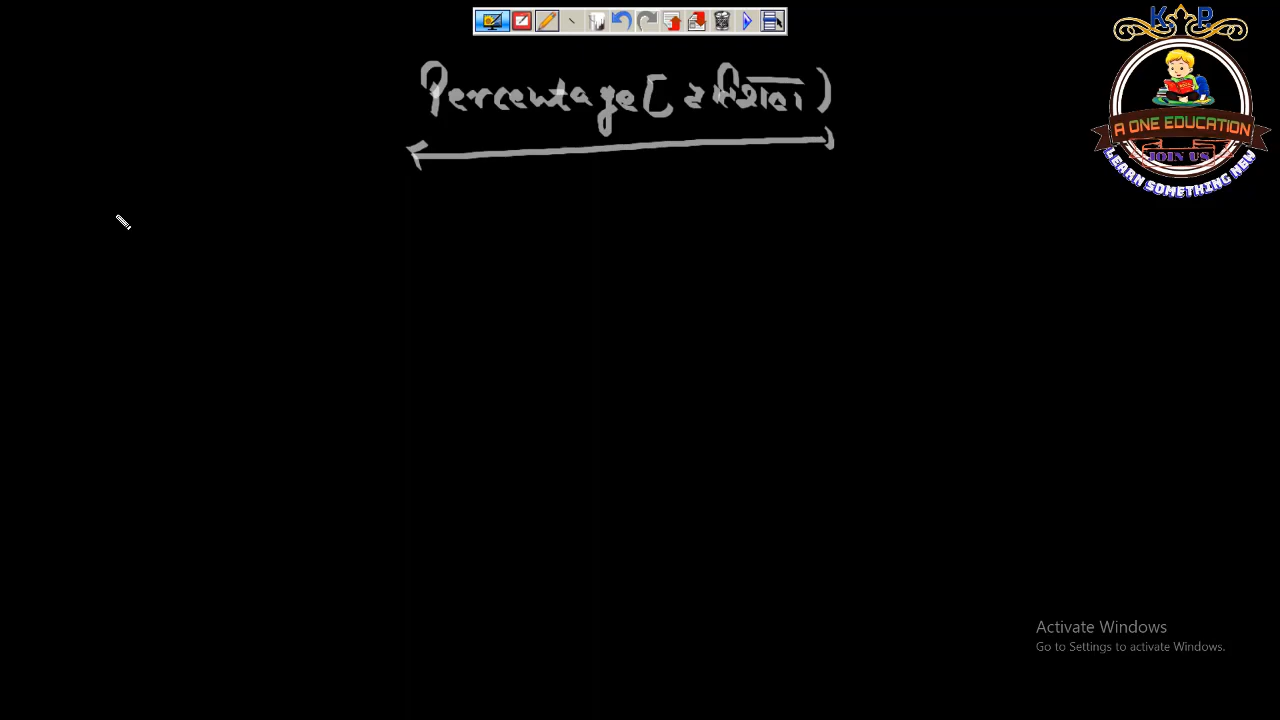 Percentage (प्रतिशत)
K P
A ONE EDUCATION
JOIN US
LEARN SOMETHING NEW
Activate Windows
Go to Settings to activate Windows.